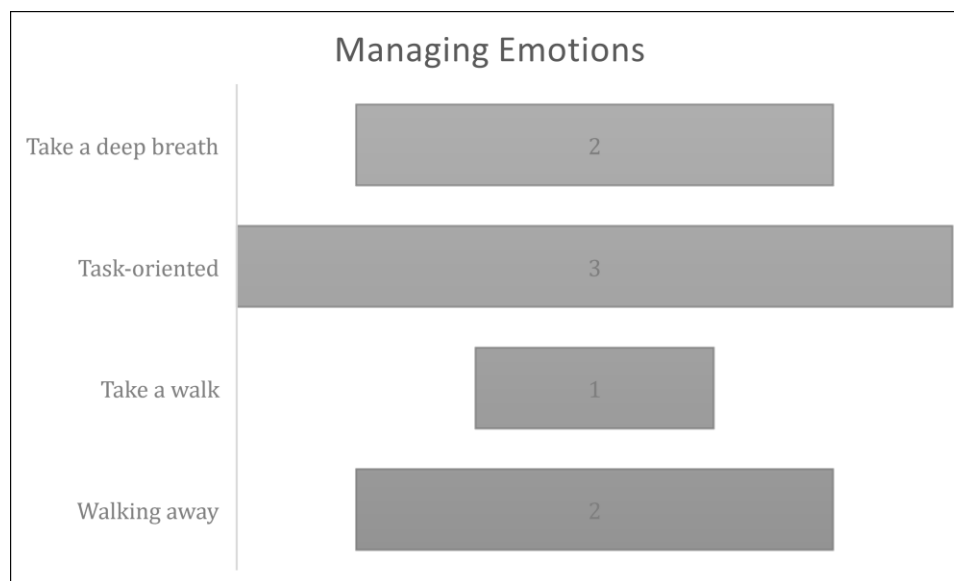 Managing Emotions
Take a deep breath
2
Task-oriented
3
Take a walk
1
Walking away
2